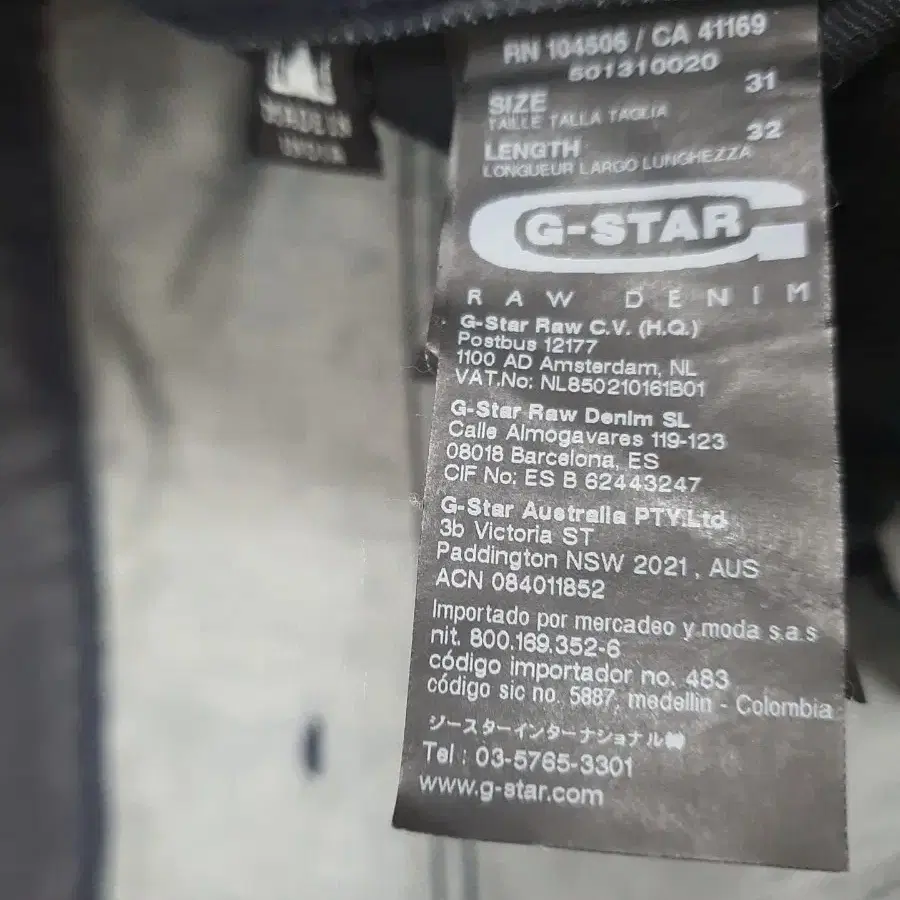 MADE IN
INDIA
RN 104506 / CA 41169
501310020
SIZE 31
TAILLE TALLA TAGLIA
LENGTH 32
LONGUEUR LARGO LUNGHEZZA
G-STAR
RAW DENIM
G-Star Raw C.V. (H.Q.)
Postbus 12177
1100 AD Amsterdam, NL
VAT.No: NL850210161B01
G-Star Raw Denim SL
Calle Almogavares 119-123
08018 Barcelona, ES
CIF No: ES B 62443247
G-Star Australia PTY.Ltd
3b Victoria ST
Paddington NSW 2021, AUS
ACN 084011852
Importado por mercadeo y moda s.a.s
nit. 800.169.352-6
código importador no. 483
código sic no. 5887, medellin - Colombia
ジースターインターナショナル㈱
Tel : 03-5765-3301
www.g-star.com